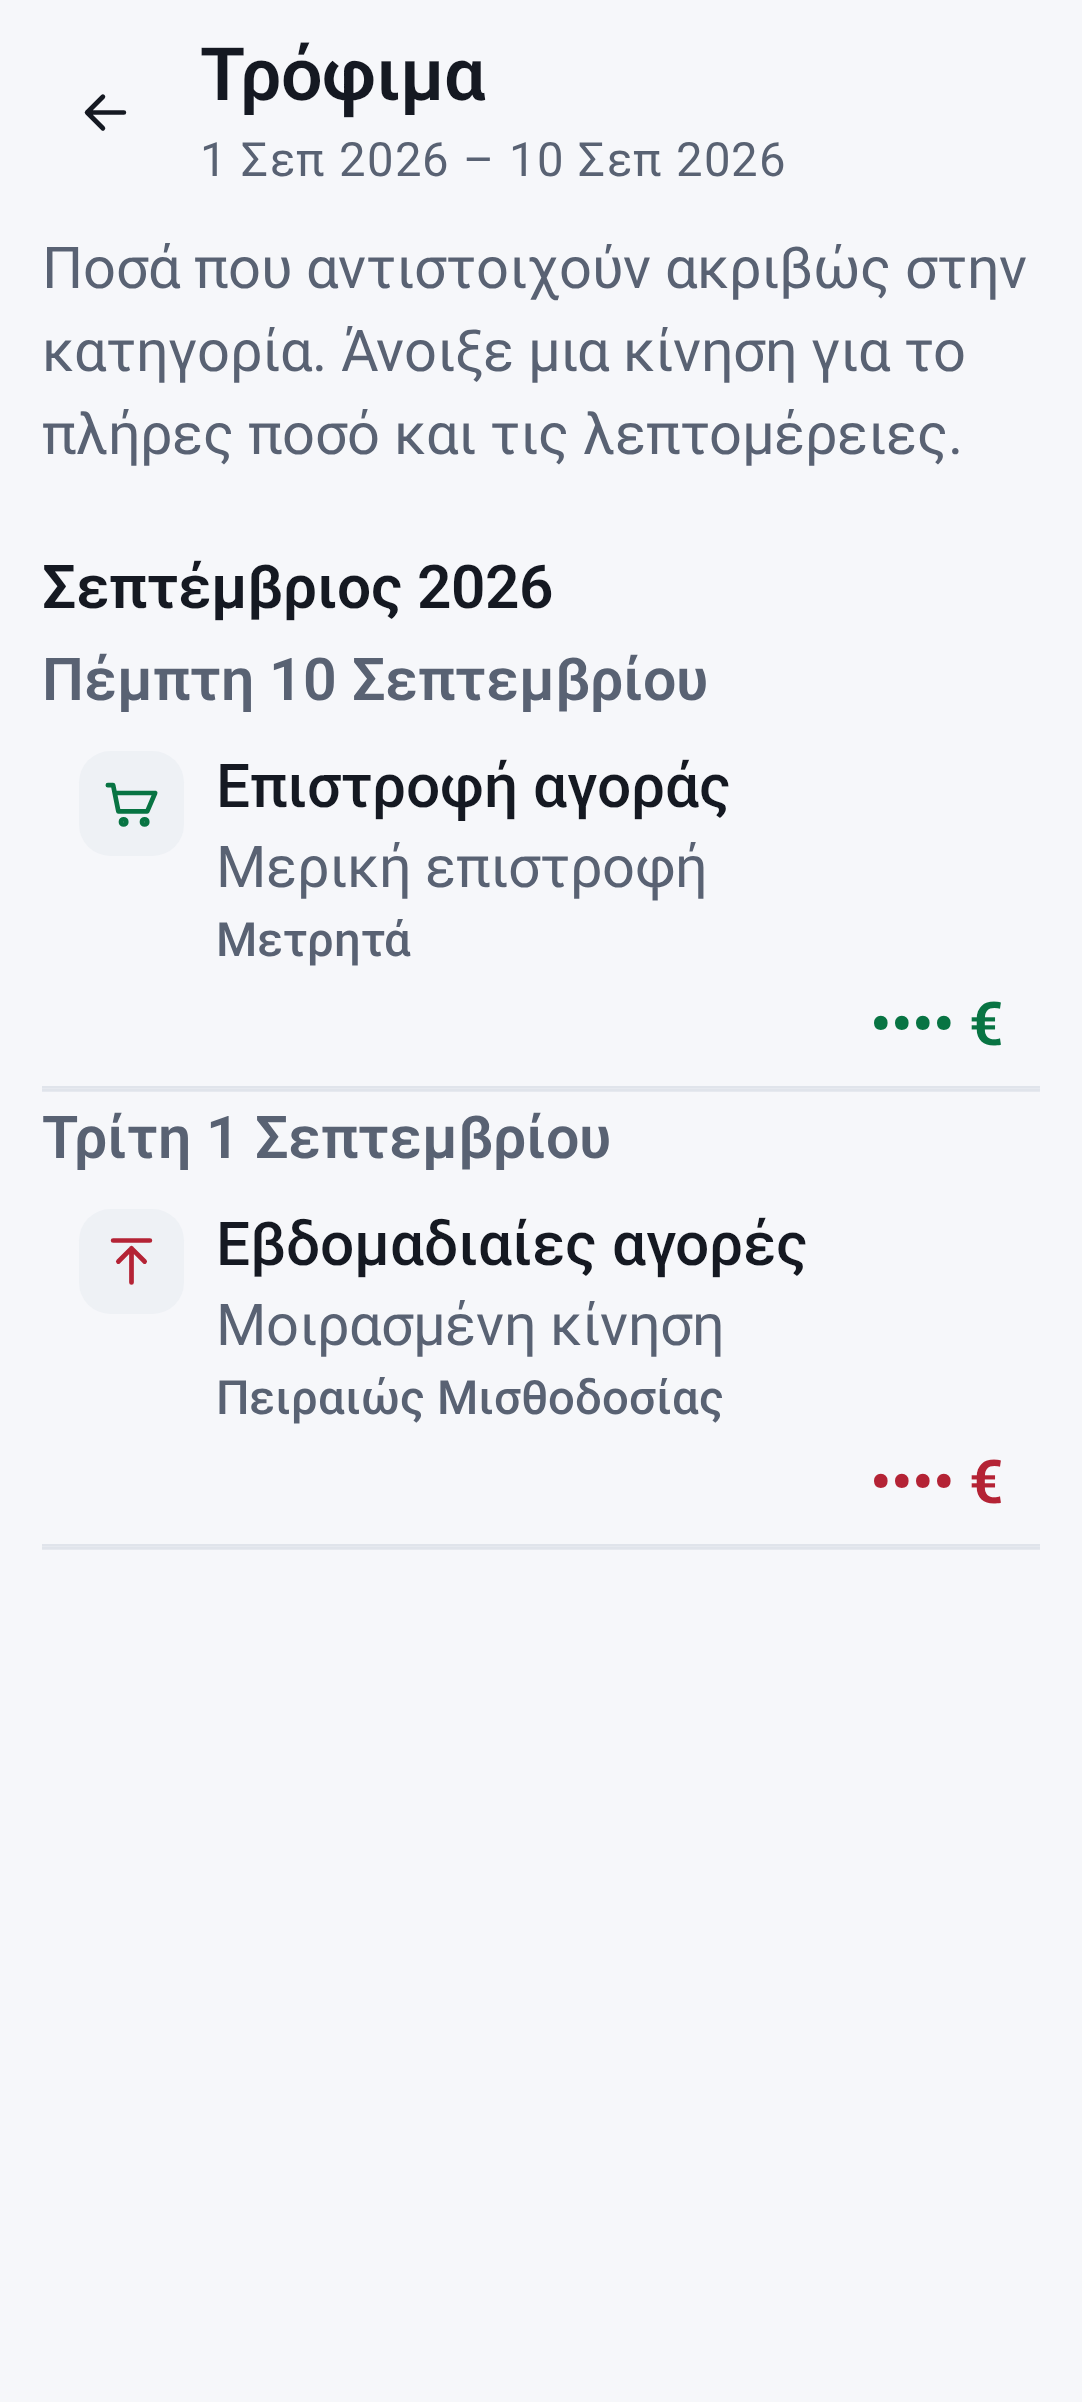 Τρόφιμα
1 Σεπ 2026 – 10 Σεπ 2026
Ποσά που αντιστοιχούν ακριβώς στην
κατηγορία. Άνοιξε μια κίνηση για το
πλήρες ποσό και τις λεπτομέρειες.
Σεπτέμβριος 2026
Πέμπτη 10 Σεπτεμβρίου
Επιστροφή αγοράς
Μερική επιστροφή
Μετρητά
•••• €
Τρίτη 1 Σεπτεμβρίου
Εβδομαδιαίες αγορές
Μοιρασμένη κίνηση
Πειραιώς Μισθοδοσίας
•••• €